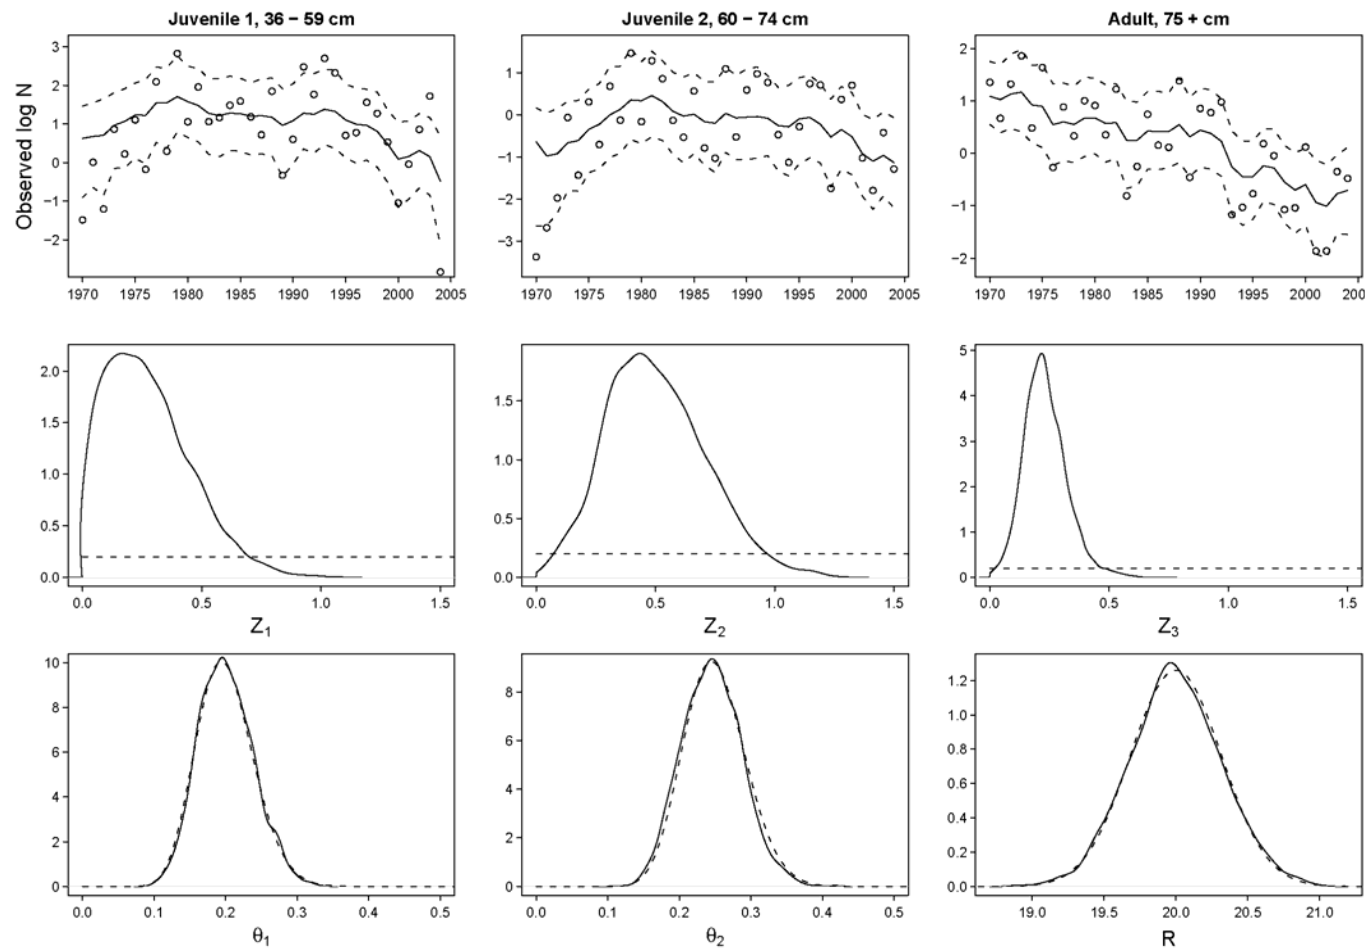 Juvenile 1, 36 − 59 cm
Juvenile 2, 60 − 74 cm
Adult, 75 + cm
Observed log N
3
2
1
0
−1
−2
1970 1975 1980 1985 1990 1995 2000 2005
1
0
−1
−2
−3
1970 1975 1980 1985 1990 1995 2000 2005
2
1
0
−1
−2
1970 1975 1980 1985 1990 1995 2000 200
2.0
1.5
1.0
0.5
0.0
0.0 0.5 1.0 1.5
Z1
1.5
1.0
0.5
0.0
0.0 0.5 1.0 1.5
Z2
5
4
3
2
1
0
0.0 0.5 1.0 1.5
Z3
10
8
6
4
2
0
0.0 0.1 0.2 0.3 0.4 0.5
θ1
8
6
4
2
0
0.0 0.1 0.2 0.3 0.4 0.5
θ2
1.2
1.0
0.8
0.6
0.4
0.2
0.0
19.0 19.5 20.0 20.5 21.0
R